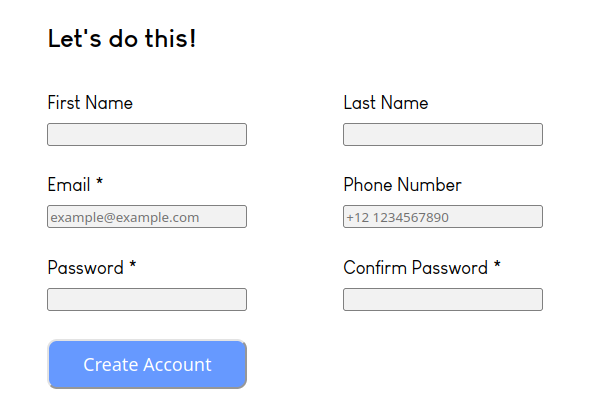 Let's do this!
First Name
Last Name
Email *
Phone Number
example@example.com
+12 1234567890
Password *
Confirm Password *
Create Account